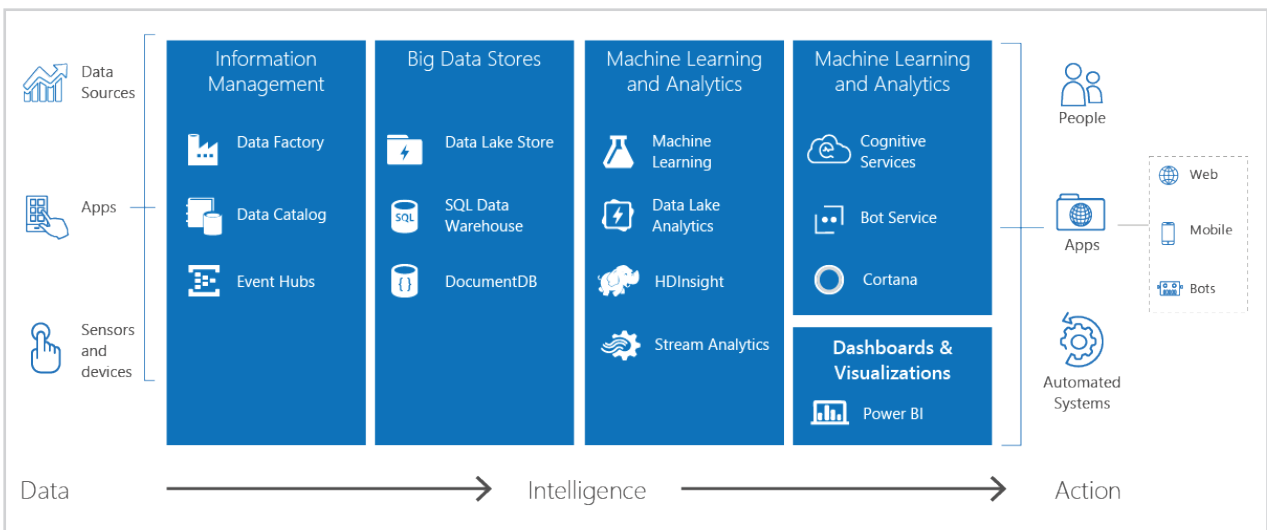 Data
Sources
Apps
Sensors
and
devices
Information
Management
Data Factory
Data Catalog
Event Hubs
Big Data Stores
Data Lake Store
SQL
SQL Data
Warehouse
{ }
DocumentDB
Machine Learning
and Analytics
Machine
Learning
Data Lake
Analytics
HDInsight
Stream Analytics
Machine Learning
and Analytics
Cognitive
Services
Bot Service
Cortana
Dashboards &
Visualizations
Power BI
People
Apps
Automated
Systems
Web
Mobile
Bots
Data
Intelligence
Action